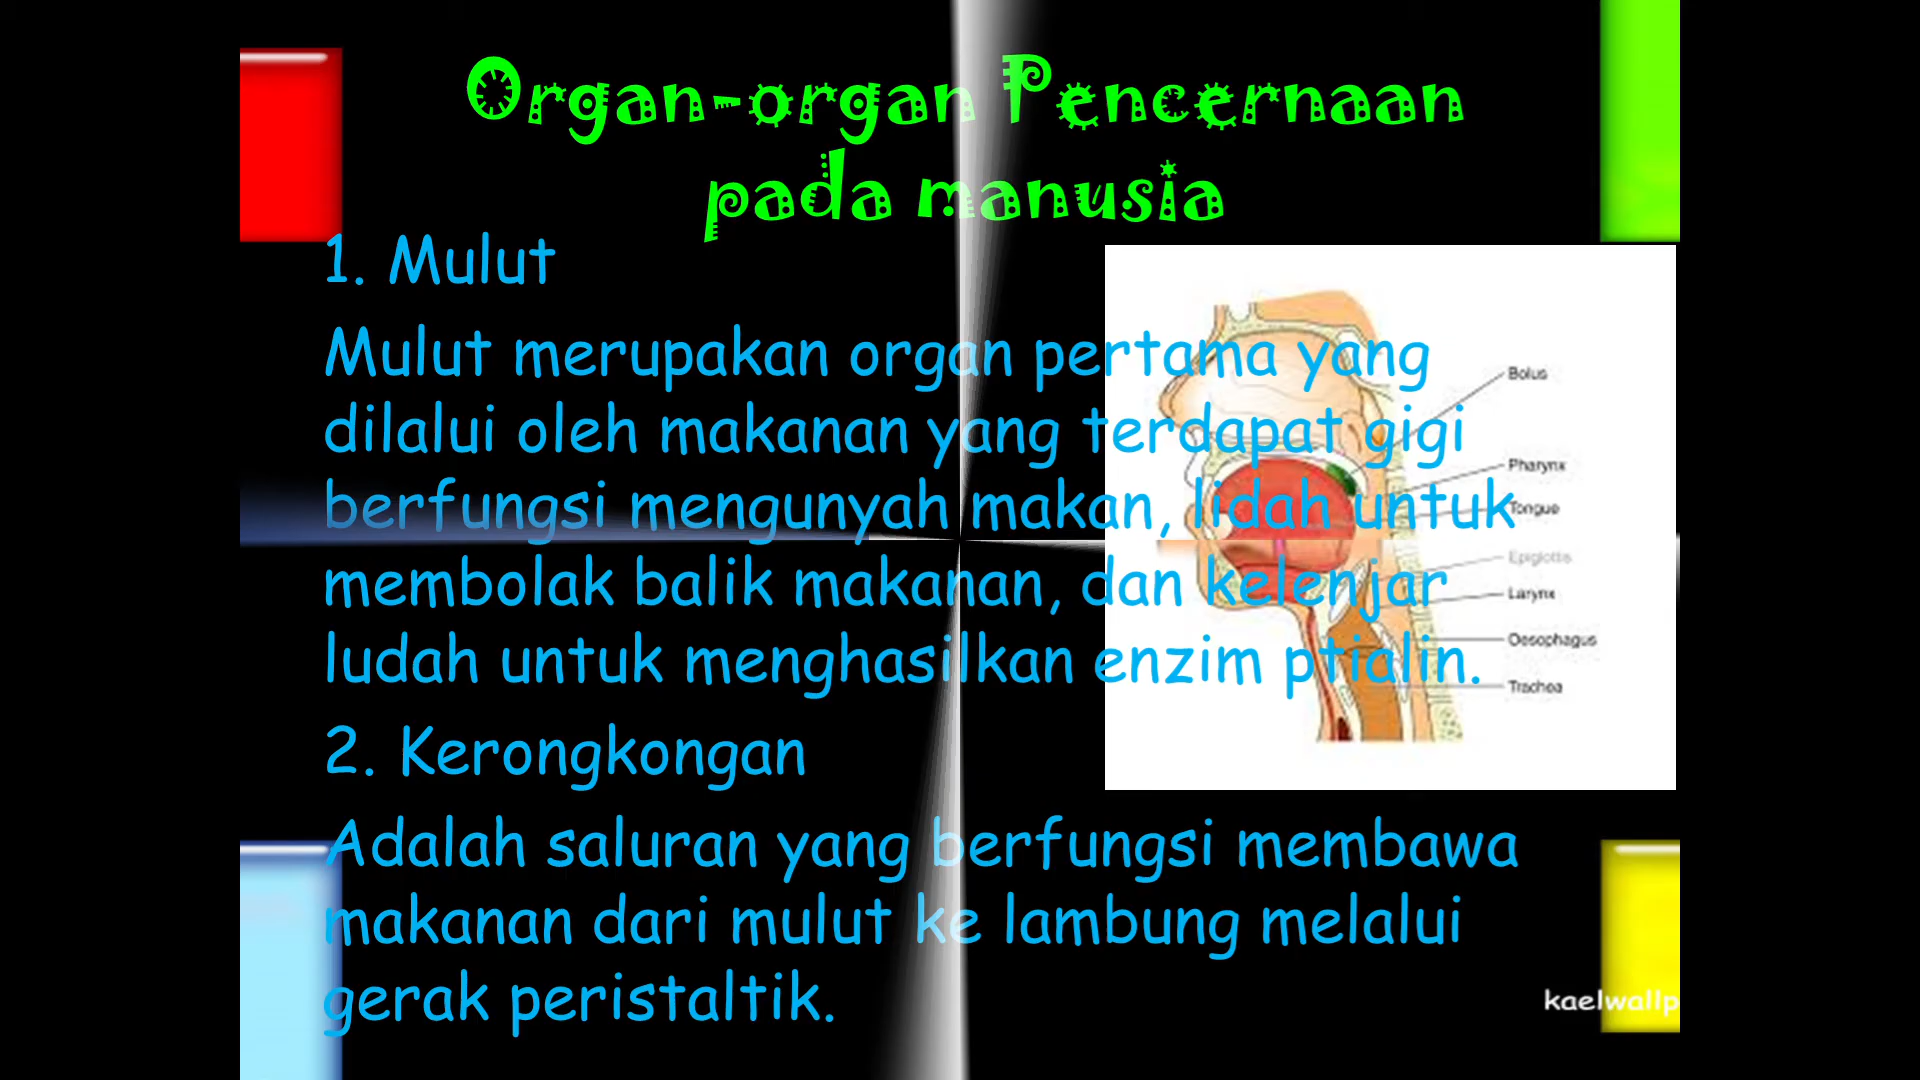 Organ-organ Pencernaan
pada manusia
1. Mulut
Mulut merupakan organ pertama yang
dilalui oleh makanan yang terdapat gigi
berfungsi mengunyah makan, lidah untuk
membolak balik makanan, dan kelenjar
ludah untuk menghasilkan enzim ptialin.
2. Kerongkongan
Adalah saluran yang berfungsi membawa
makanan dari mulut ke lambung melalui
gerak peristaltik.
Bolus
Pharynx
Tongue
Epiglottis
Larynx
Oesophagus
Trachea
kaelwallp